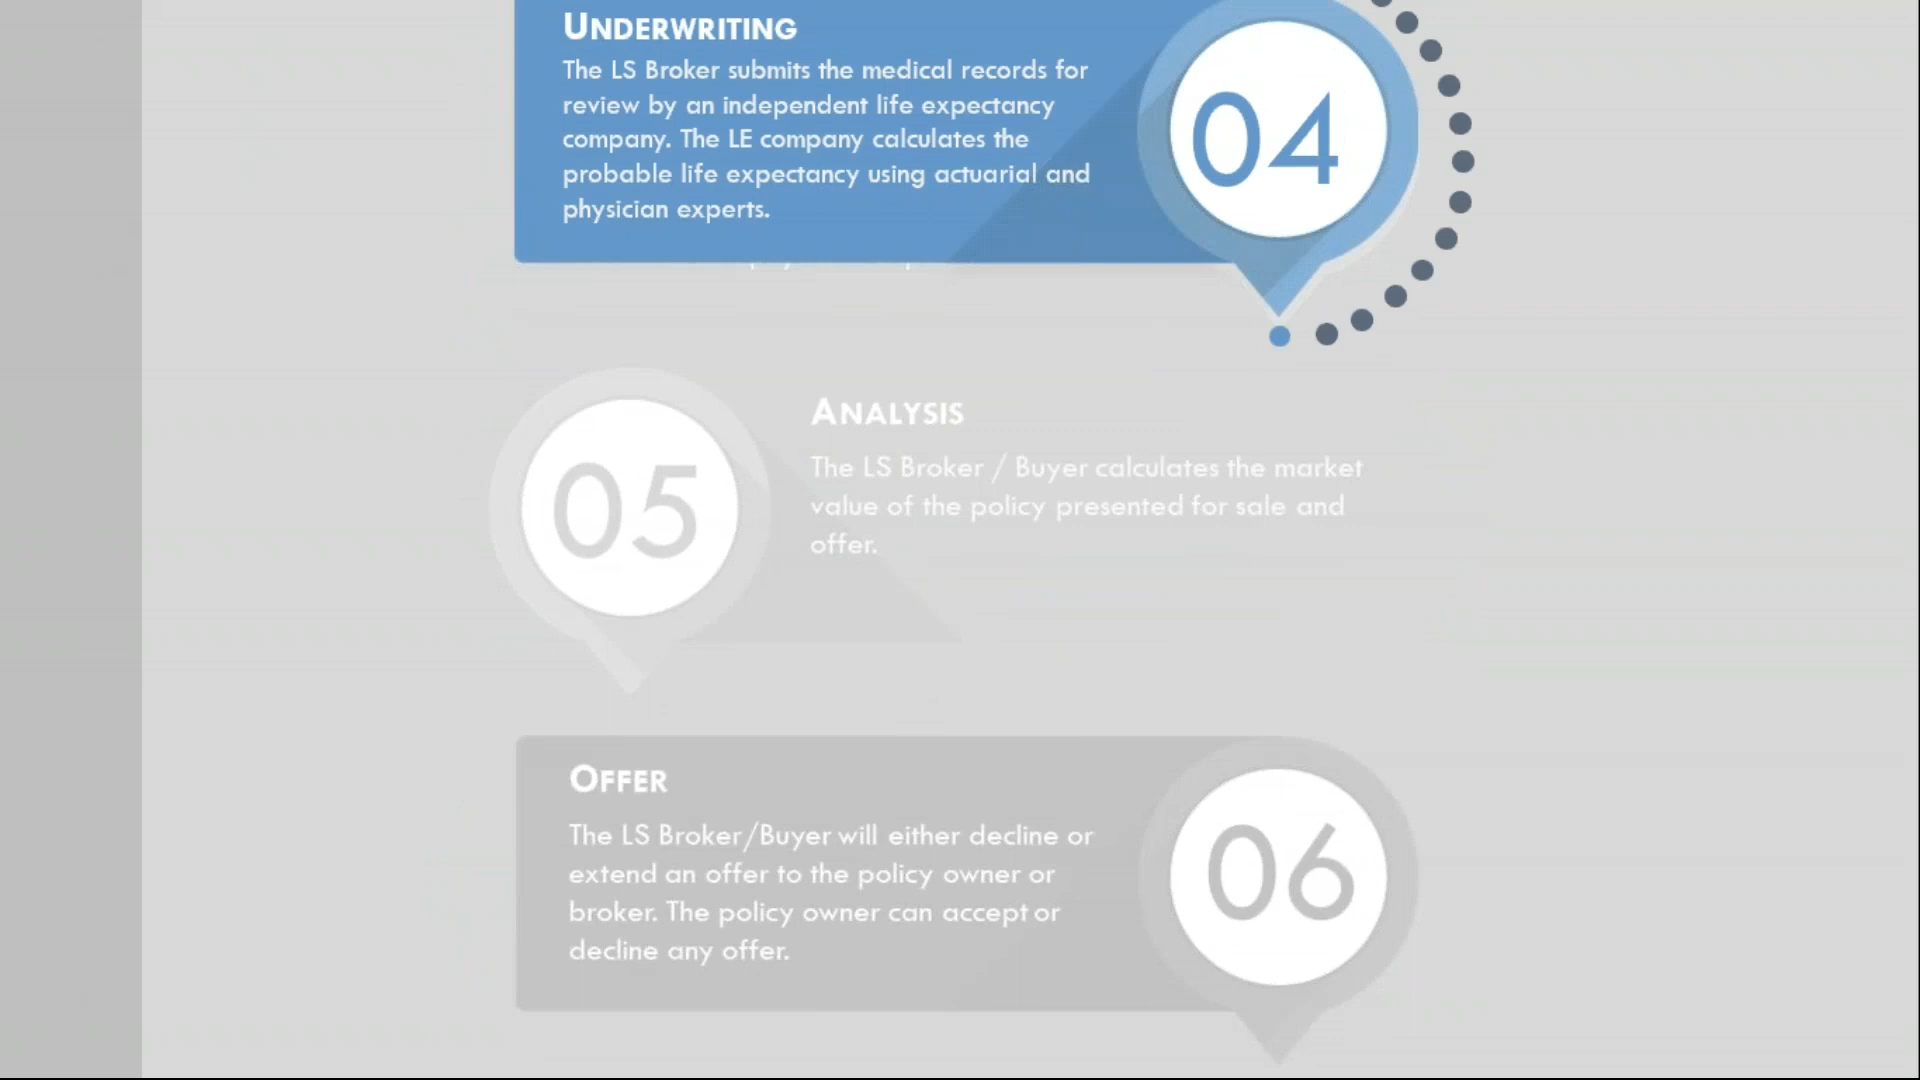 UNDERWRITING
The LS Broker submits the medical records for
review by an independent life expectancy
company. The LE company calculates the
probable life expectancy using actuarial and
physician experts.
04
05
ANALYSIS
The LS Broker / Buyer calculates the market
value of the policy presented for sale and
offer.
OFFER
The LS Broker/Buyer will either decline or
extend an offer to the policy owner or
broker. The policy owner can accept or
decline any offer.
06